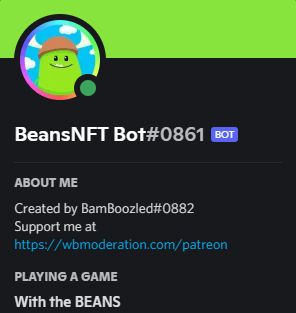 BeansNFT Bot#0861 BOT
ABOUT ME
Created by BamBoozled#0882
Support me at
https://wbmoderation.com/patreon
PLAYING A GAME
With the BEANS